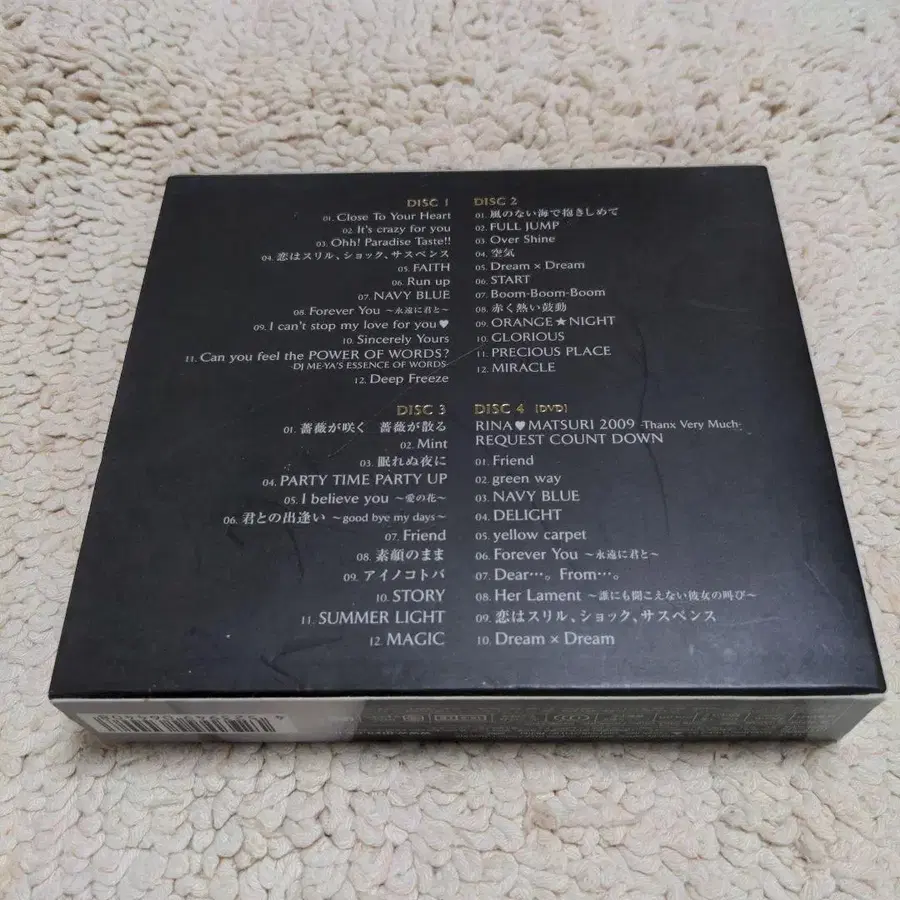 DISC 1
01. Close To Your Heart
02. It's crazy for you
03. Ohh! Paradise Taste!!
04. 恋はスリル、ショック、サスペンス
05. FAITH
06. Run up
07. NAVY BLUE
08. Forever You ～永遠に君と～
09. I can't stop my love for you♥
10. Sincerely Yours
11. Can you feel the POWER OF WORDS?
-DJ ME-YA'S ESSENCE OF WORDS-
12. Deep Freeze
DISC 2
01. 風のない海で抱きしめて
02. FULL JUMP
03. Over Shine
04. 空気
05. Dream × Dream
06. START
07. Boom-Boom-Boom
08. 赤く熱い鼓動
09. ORANGE★NIGHT
10. GLORIOUS
11. PRECIOUS PLACE
12. MIRACLE
DISC 3
01. 薔薇が咲く 薔薇が散る
02. Mint
03. 眠れぬ夜に
04. PARTY TIME PARTY UP
05. I believe you ～愛の花～
06. 君との出逢い ～good bye my days～
07. Friend
08. 素顔のまま
09. アイノコトバ
10. STORY
11. SUMMER LIGHT
12. MAGIC
DISC 4 [DVD]
RINA♥MATSURI 2009 -Thanx Very Much-
REQUEST COUNT DOWN
01. Friend
02. green way
03. NAVY BLUE
04. DELIGHT
05. yellow carpet
06. Forever You ～永遠に君と～
07. Dear…。From…。
08. Her Lament ～誰にも聞こえない彼女の叫び～
09. 恋はスリル、ショック、サスペンス
10. Dream × Dream